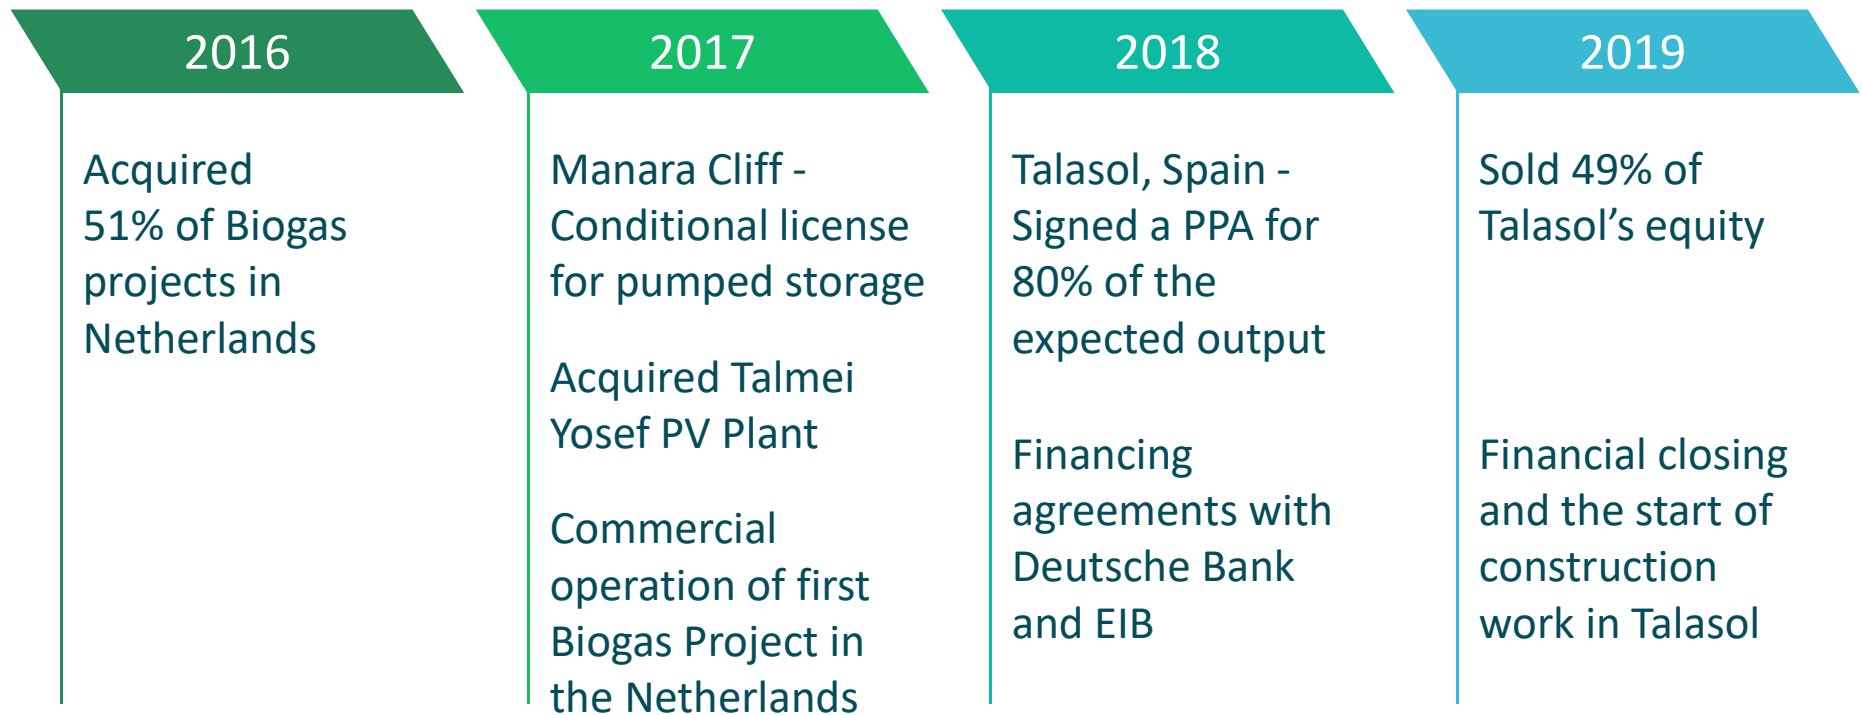 2016
Acquired
51% of Biogas
projects in
Netherlands
2017
Manara Cliff -
Conditional license
for pumped storage
Acquired Talmei
Yosef PV Plant
Commercial
operation of first
Biogas Project in
the Netherlands
2018
Talasol, Spain -
Signed a PPA for
80% of the
expected output
Financing
agreements with
Deutsche Bank
and EIB
2019
Sold 49% of
Talasol’s equity
Financial closing
and the start of
construction
work in Talasol